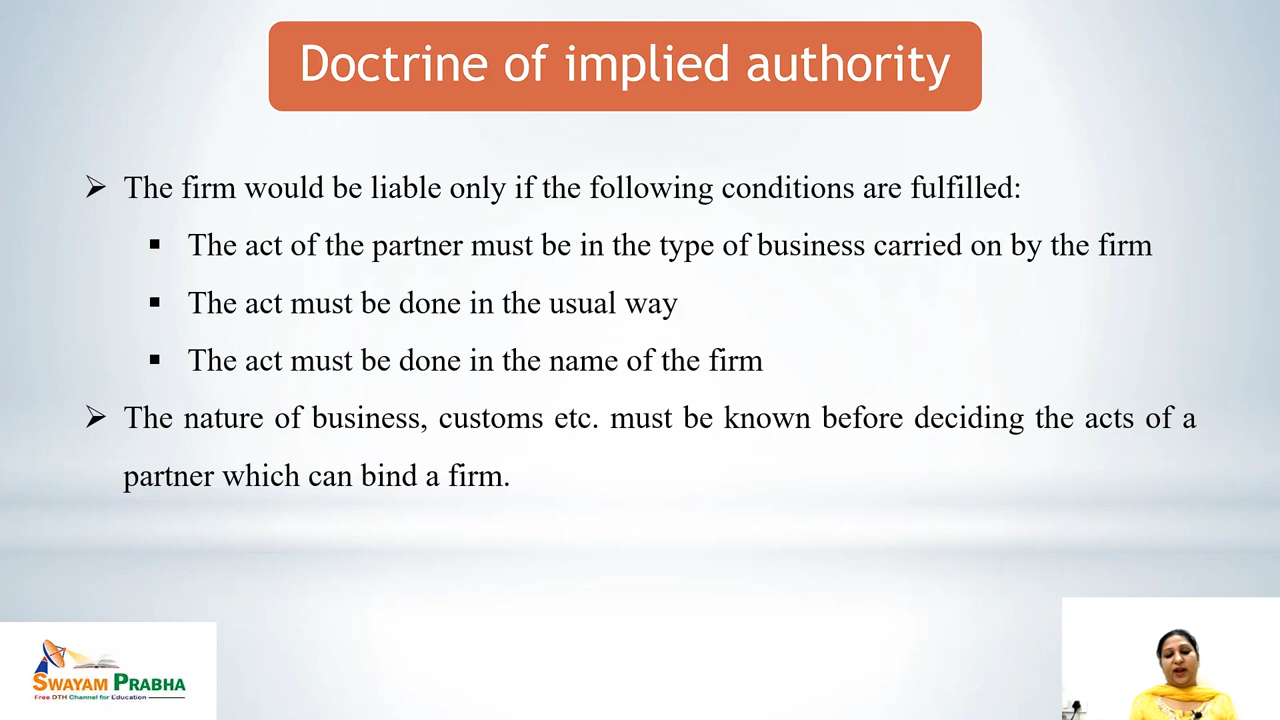 Doctrine of implied authority
➢ The firm would be liable only if the following conditions are fulfilled:
▪ The act of the partner must be in the type of business carried on by the firm
▪ The act must be done in the usual way
▪ The act must be done in the name of the firm
➢ The nature of business, customs etc. must be known before deciding the acts of a
partner which can bind a firm.
SWAYAM PRABHA
Free DTH Channel for Education